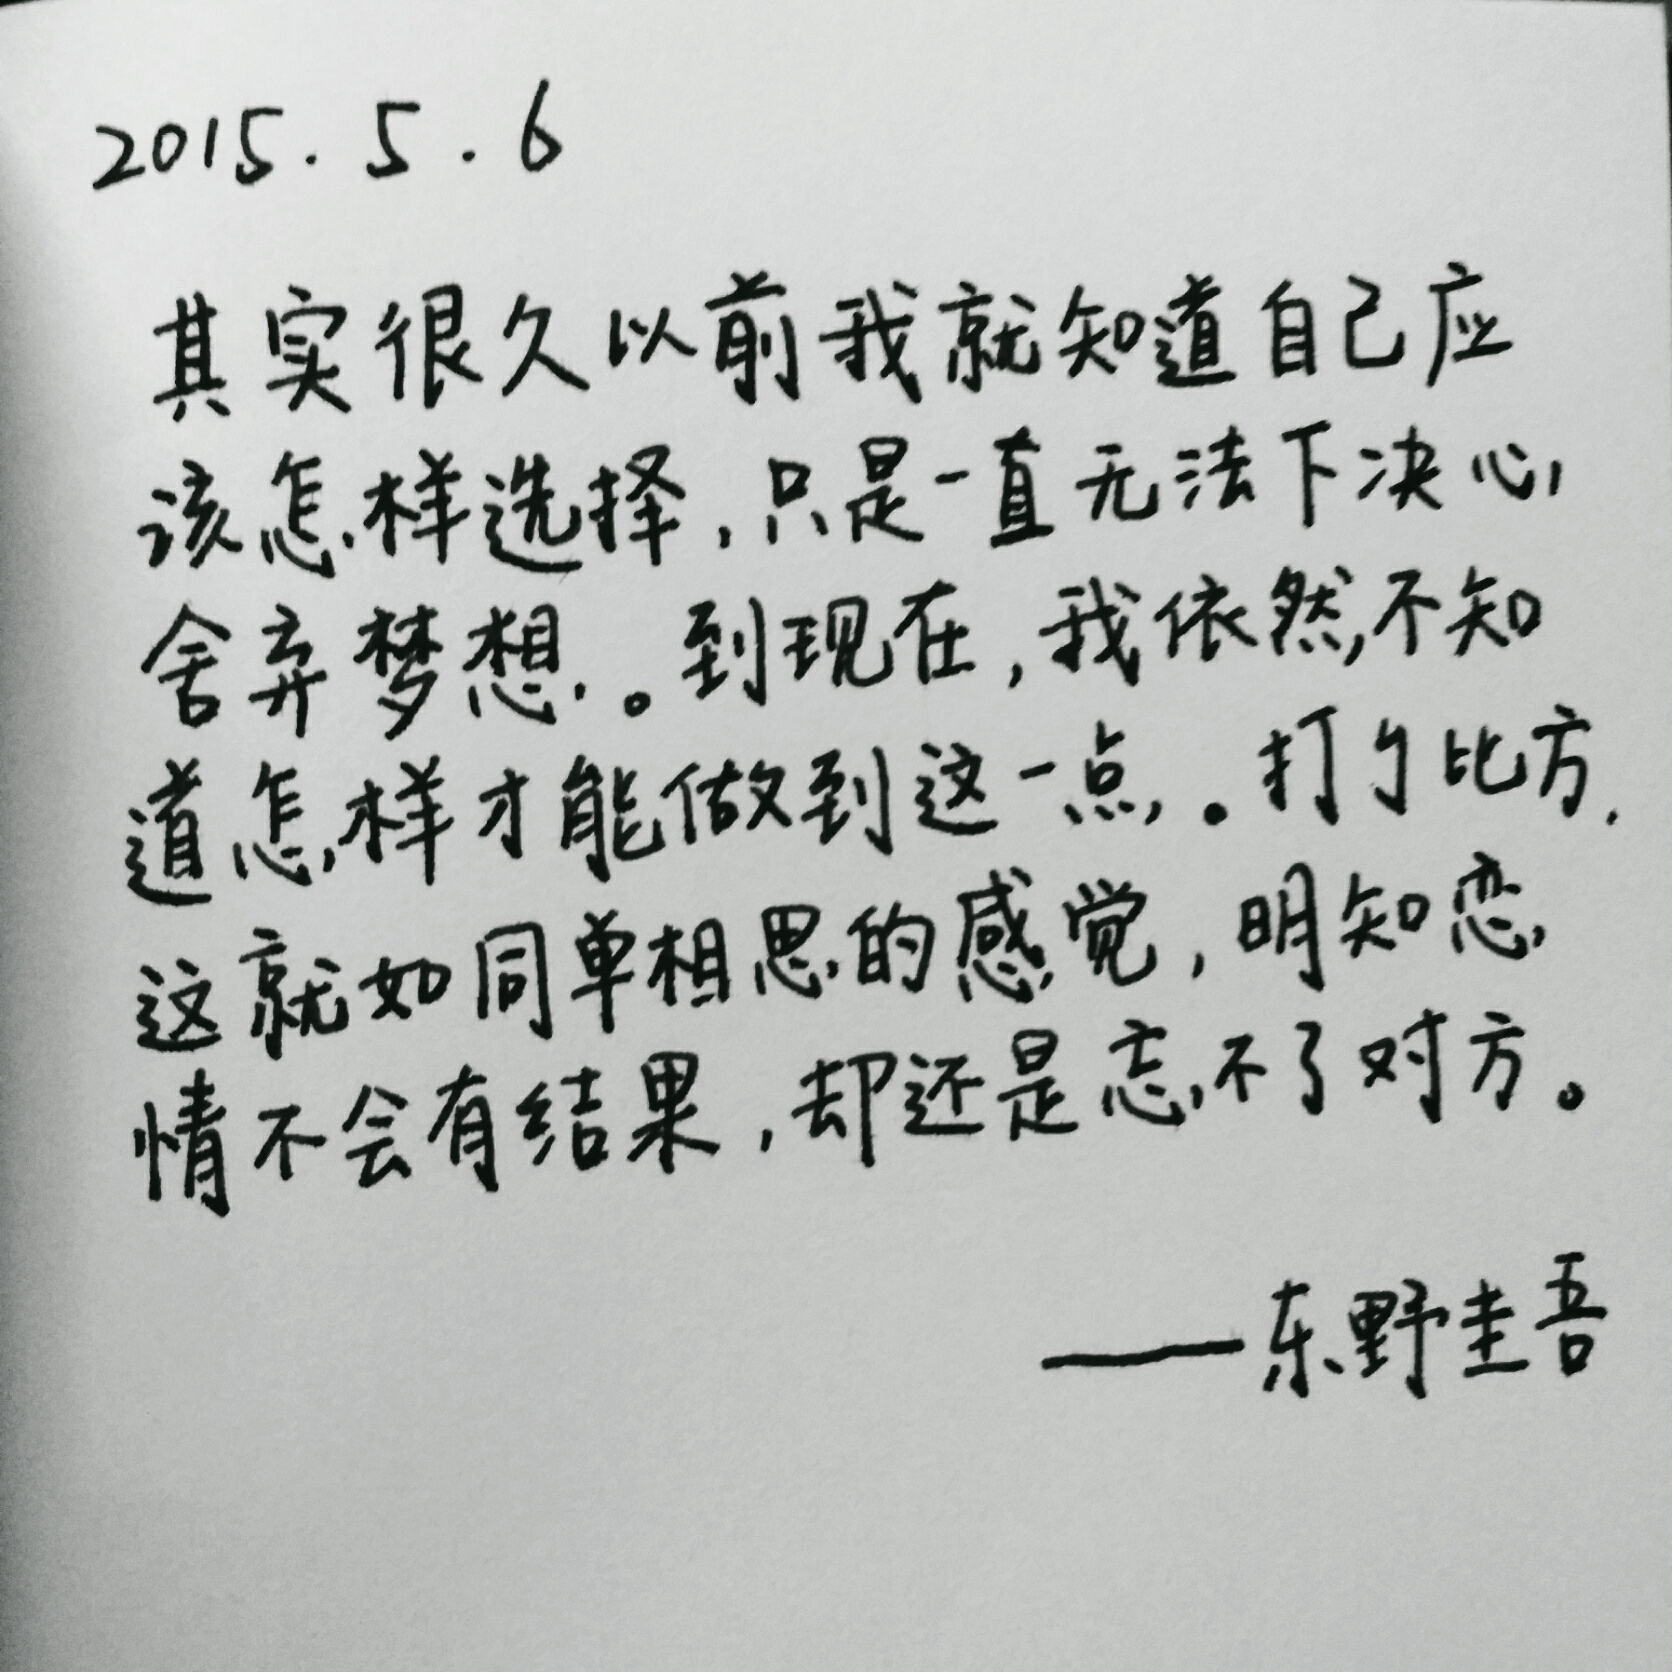 2015.5.6
其实很久以前我就知道自己应
该怎样选择,只是一直无法下决心
舍弃梦想。到现在,我依然不知
道怎样才能做到这一点。打个比方,
这就如同单相思的感觉,明知恋
情不会有结果,却还是忘不了对方。
——东野圭吾